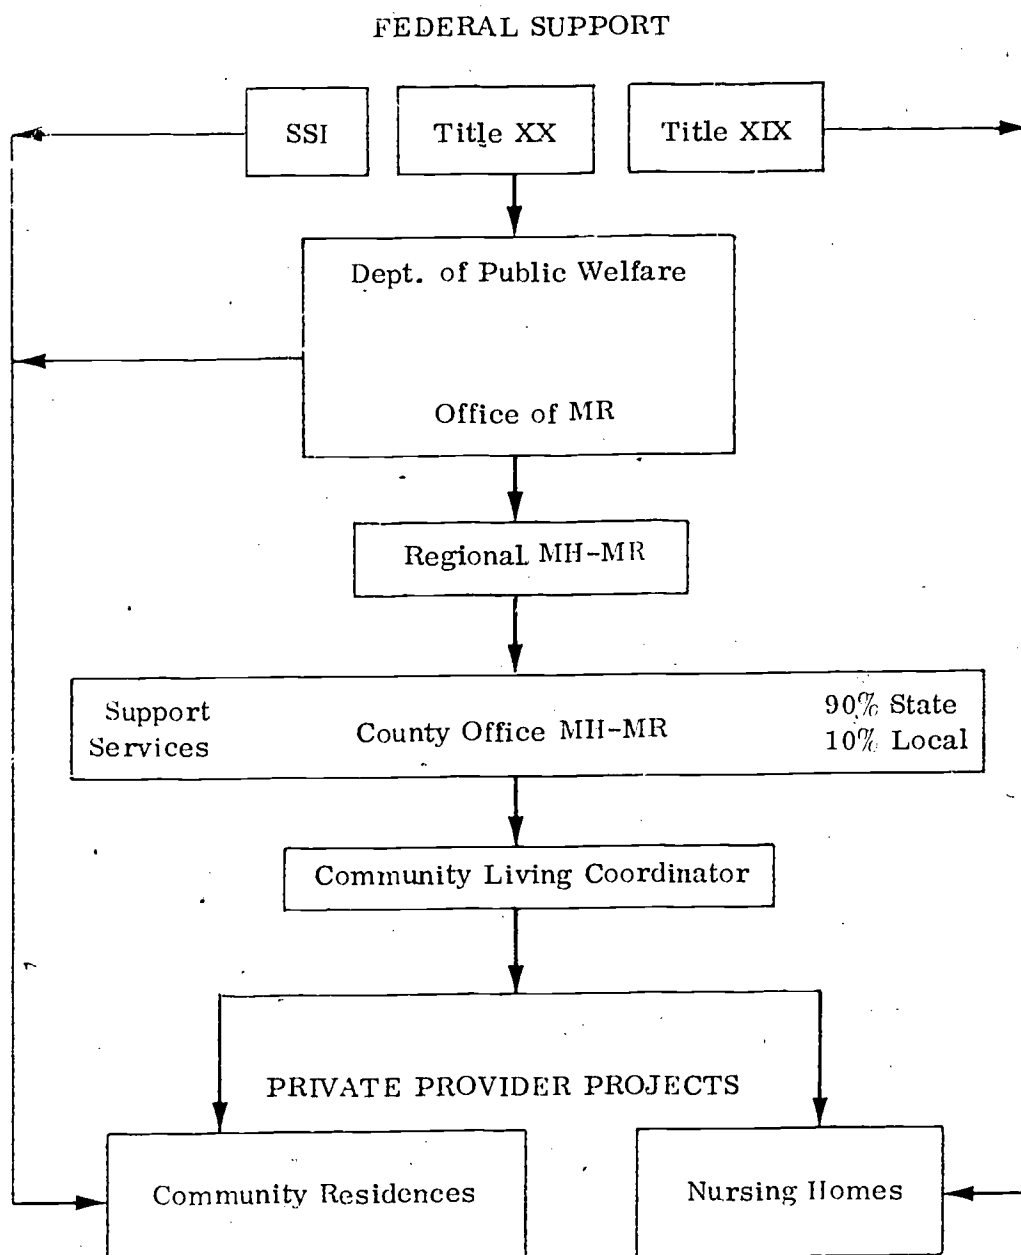 FEDERAL SUPPORT
SSI
Title XX
Title XIX
Dept. of Public Welfare
Office of MR
Regional MH-MR
Support
Services
County Office MH-MR
90% State
10% Local
Community Living Coordinator
PRIVATE PROVIDER PROJECTS
Community Residences
Nursing Homes